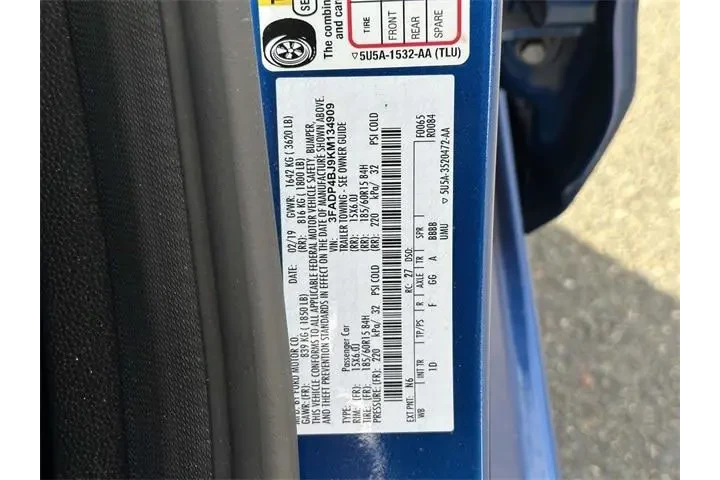 The combin
and car
SE
TIRE
FRONT
REAR
SPARE
▽5U5A-1532-AA (TLU)
MFD. BY FORD MOTOR CO.
DATE: 02/19 GVWR: 1642 KG ( 3620 LB)
GAWR: (FR): 839 KG ( 1850 LB) (RR): 816 KG ( 1800 LB)
THIS VEHICLE CONFORMS TO ALL APPLICABLE FEDERAL MOTOR VEHICLE SAFETY, BUMPER,
AND THEFT PREVENTION STANDARDS IN EFFECT ON THE DATE OF MANUFACTURE SHOWN ABOVE.
VIN: 3FADP4BJ9KM134909
TYPE: Passenger Car TRAILER TOWING - SEE OWNER GUIDE
RIM: (FR): 15X6.0J (RR): 15X6.0J
TIRE: (FR): 185/60R15 84H (RR): 185/60R15 84H
PRESSURE: (FR): 220 kPa/ 32 PSI COLD (RR): 220 kPa/ 32 PSI COLD
EXT PNT: N6 RC: 27 DSO: F0065
R0084
WB INT TR TP/PS R AXLE TR SPR
1D F GG A BBBB
UMU
▽5U5A-3520472-AA